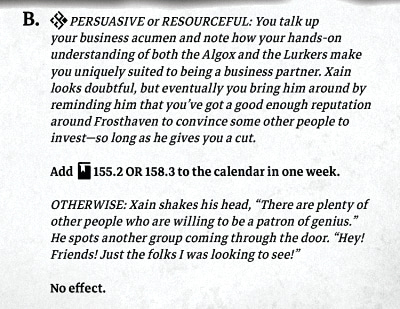 B. PERSUASIVE or RESOURCEFUL: You talk up
your business acumen and note how your hands-on
understanding of both the Algox and the Lurkers make
you uniquely suited to being a business partner. Xain
looks doubtful, but eventually you bring him around by
reminding him that you’ve got a good enough reputation
around Frosthaven to convince some other people to
invest—so long as he gives you a cut.
Add 155.2 OR 158.3 to the calendar in one week.
OTHERWISE: Xain shakes his head, “There are plenty of
other people who are willing to be a patron of genius.”
He spots another group coming through the door. “Hey!
Friends! Just the folks I was looking to see!”
No effect.